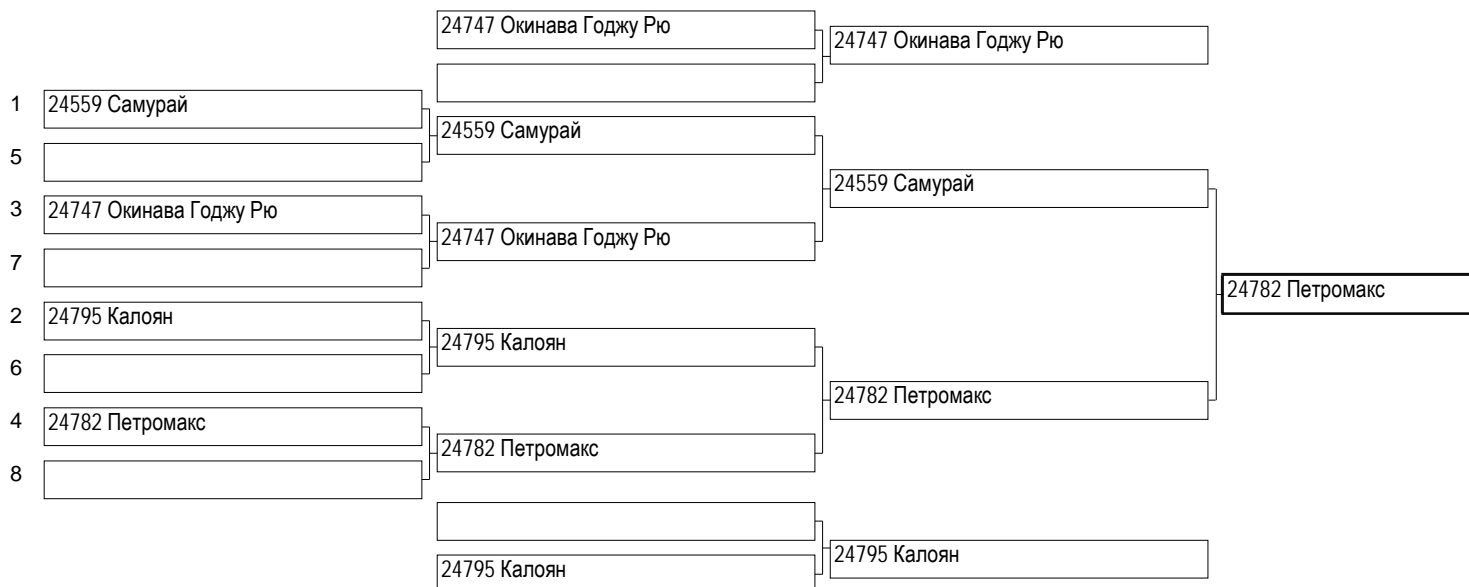 24747 Окинава Годжу Рю
24747 Окинава Годжу Рю
1 24559 Самурай
24559 Самурай
5
24559 Самурай
3 24747 Окинава Годжу Рю
24747 Окинава Годжу Рю
7
24782 Петромакс
2 24795 Калоян
24795 Калоян
6
24782 Петромакс
4 24782 Петромакс
24782 Петромакс
8
24795 Калоян
24795 Калоян